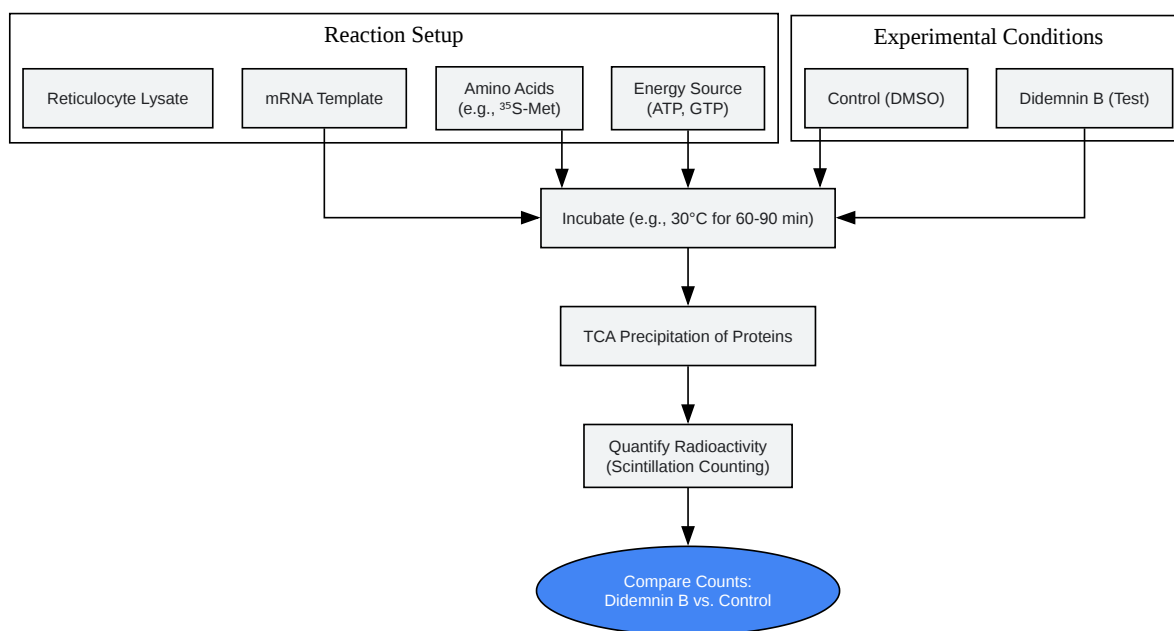 Reaction Setup
Experimental Conditions
Reticulocyte Lysate
mRNA Template
Amino Acids
(e.g., ³⁵S-Met)
Energy Source
(ATP, GTP)
Control (DMSO)
Didemnin B (Test)
Incubate (e.g., 30°C for 60-90 min)
TCA Precipitation of Proteins
Quantify Radioactivity
(Scintillation Counting)
Compare Counts:
Didemnin B vs. Control